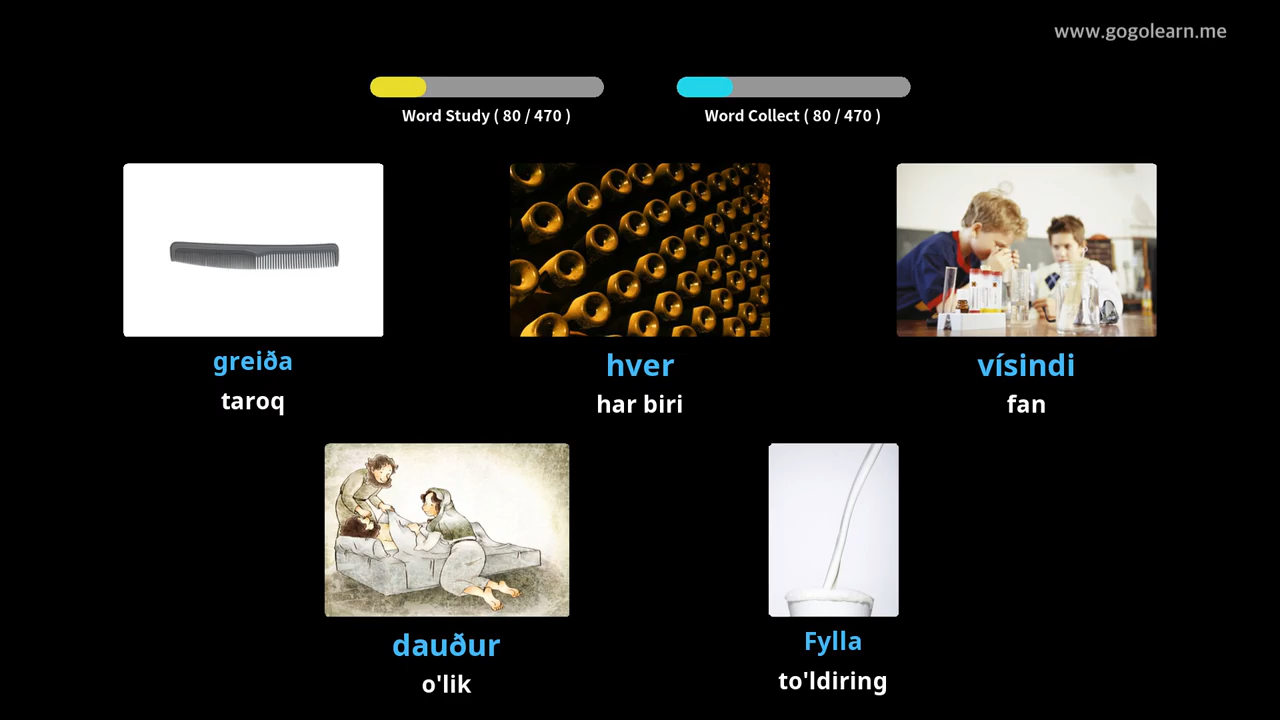 www.gogolearn.me
Word Study ( 80 / 470 )
Word Collect ( 80 / 470 )
greiða
hver
vísindi
taroq
har biri
fan
dauður
Fylla
o'lik
to'ldiring